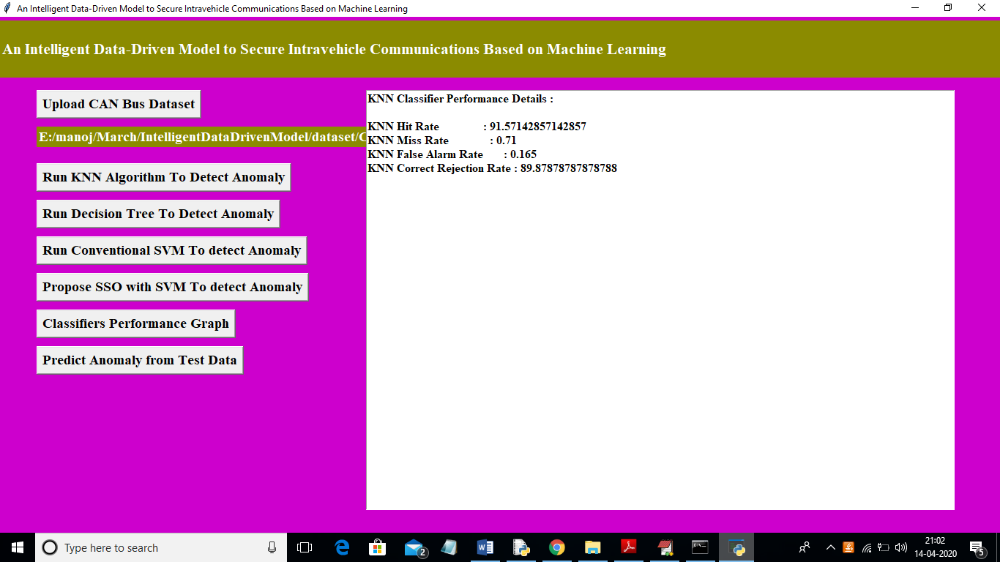 An Intelligent Data-Driven Model to Secure Intravehicle Communications Based on Machine Learning
An Intelligent Data-Driven Model to Secure Intravehicle Communications Based on Machine Learning
Upload CAN Bus Dataset
E:/manoj/March/IntelligentDataDrivenModel/dataset/C
Run KNN Algorithm To Detect Anomaly
Run Decision Tree To Detect Anomaly
Run Conventional SVM To detect Anomaly
Propose SSO with SVM To detect Anomaly
Classifiers Performance Graph
Predict Anomaly from Test Data
KNN Classifier Performance Details :
KNN Hit Rate : 91.57142857142857
KNN Miss Rate : 0.71
KNN False Alarm Rate : 0.165
KNN Correct Rejection Rate : 89.87878787878788
Type here to search
2
21:02
14-04-2020
5